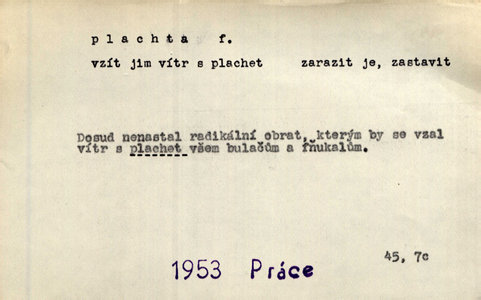 plachta f.
vzít jim vítr s plachet zarazit je, zastavit
Dosud nenastal radikální obrat, kterým by se vzal
vítr s plachet všem bulačům a fňukalům.
45, 7c
1953 Práce